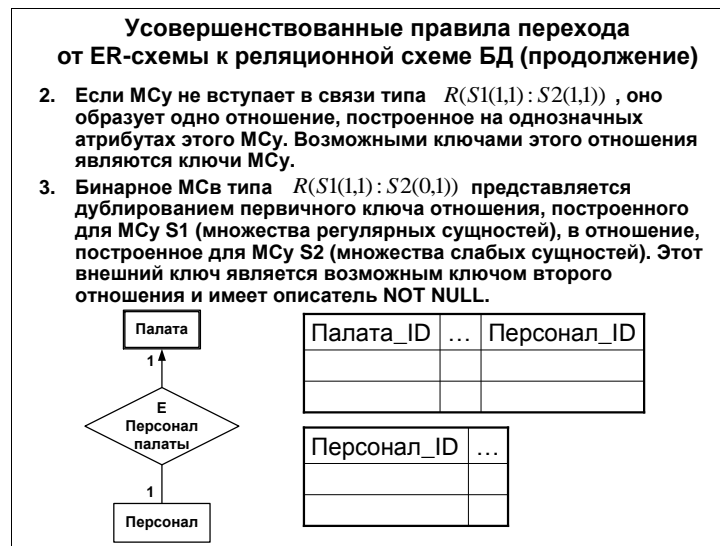 Усовершенствованные правила перехода
от ER-схемы к реляционной схеме БД (продолжение)
2. Если МСу не вступает в связи типа R(S1(1,1) : S2(1,1)) , оно
образует одно отношение, построенное на однозначных
атрибутах этого МСу. Возможными ключами этого отношения
являются ключи МСу.
3. Бинарное МСв типа R(S1(1,1) : S2(0,1)) представляется
дублированием первичного ключа отношения, построенного
для МСу S1 (множества регулярных сущностей), в отношение,
построенное для МСу S2 (множества слабых сущностей). Этот
внешний ключ является возможным ключом второго
отношения и имеет описатель NOT NULL.
Палата
1
E
Персонал
палаты
1
Персонал
Палата_ID … Персонал_ID
Персонал_ID …